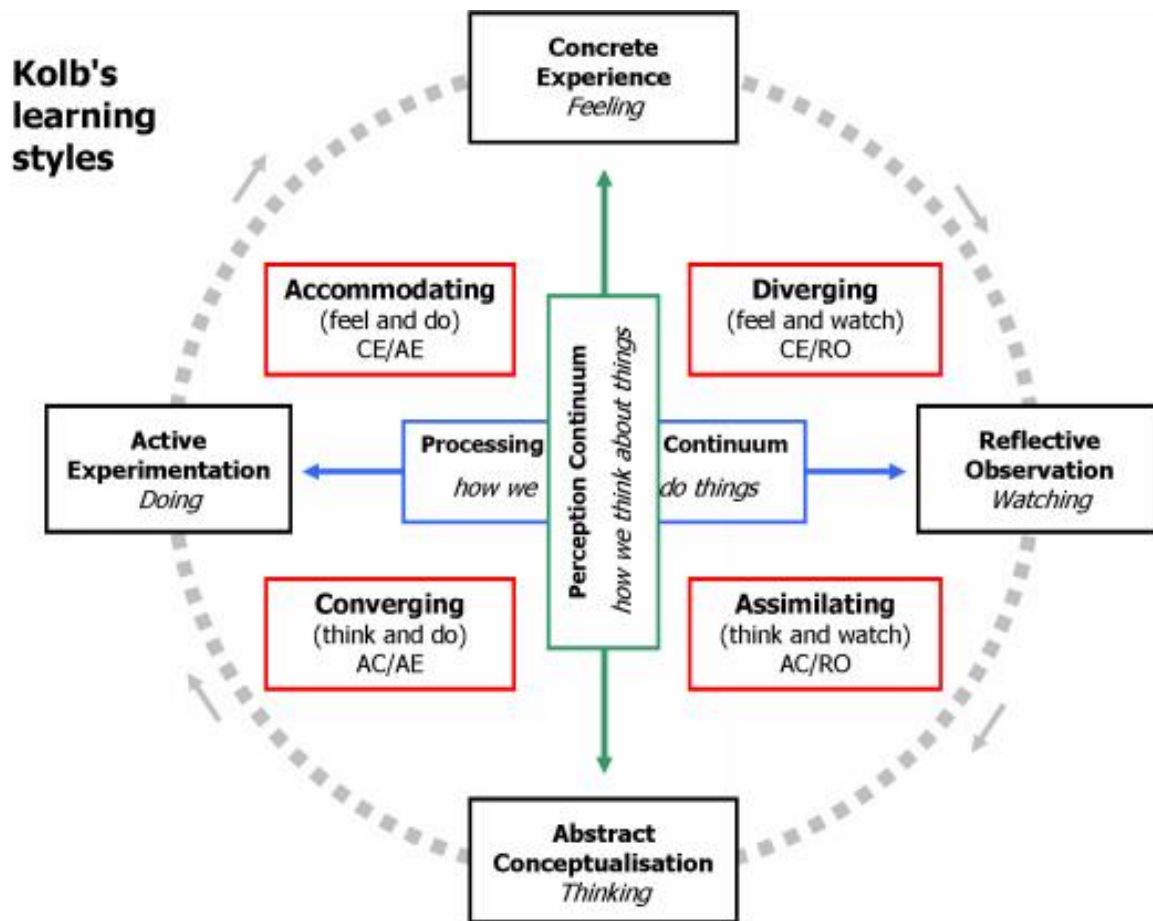 Kolb's
learning
styles
Concrete
Experience
Feeling
Accommodating
(feel and do)
CE/AE
Diverging
(feel and watch)
CE/RO
Active
Experimentation
Doing
Processing Continuum
how we do things
Perception Continuum
how we think about things
Reflective
Observation
Watching
Converging
(think and do)
AC/AE
Assimilating
(think and watch)
AC/RO
Abstract
Conceptualisation
Thinking